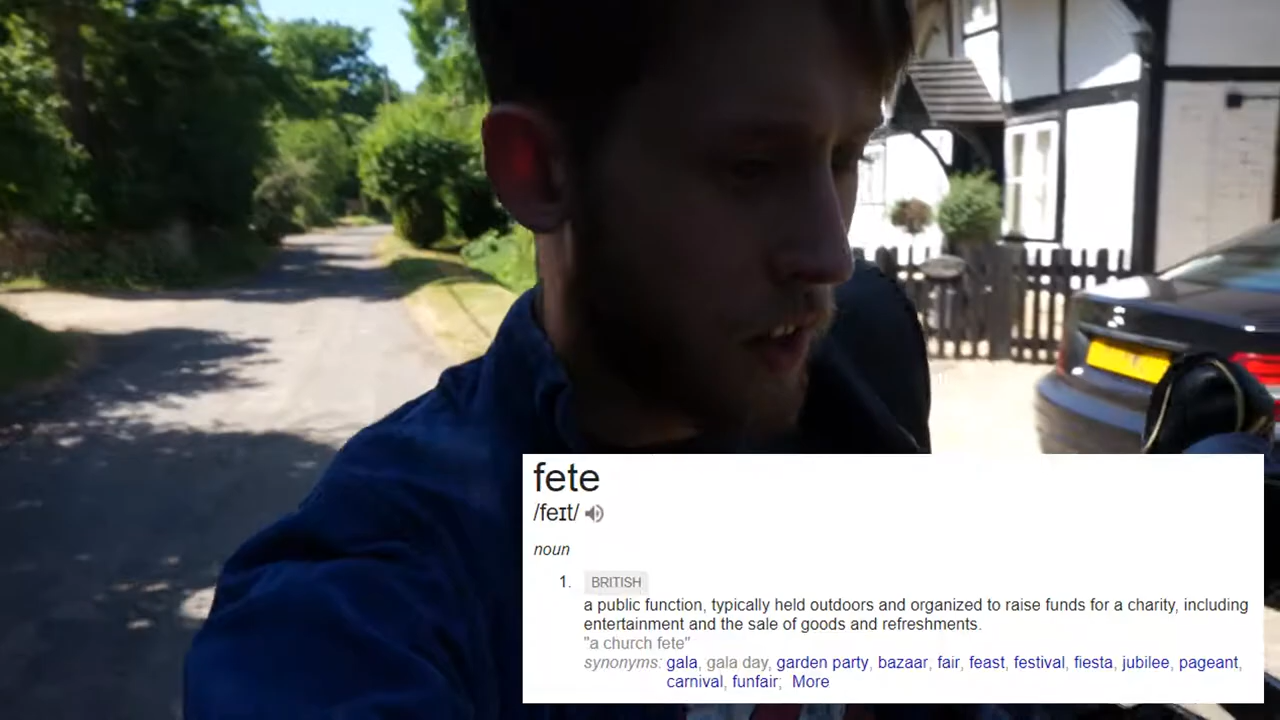 fete
/feɪt/
noun
1. BRITISH
a public function, typically held outdoors and organized to raise funds for a charity, including
entertainment and the sale of goods and refreshments.
"a church fete"
synonyms: gala, gala day, garden party, bazaar, fair, feast, festival, fiesta, jubilee, pageant,
carnival, funfair; More